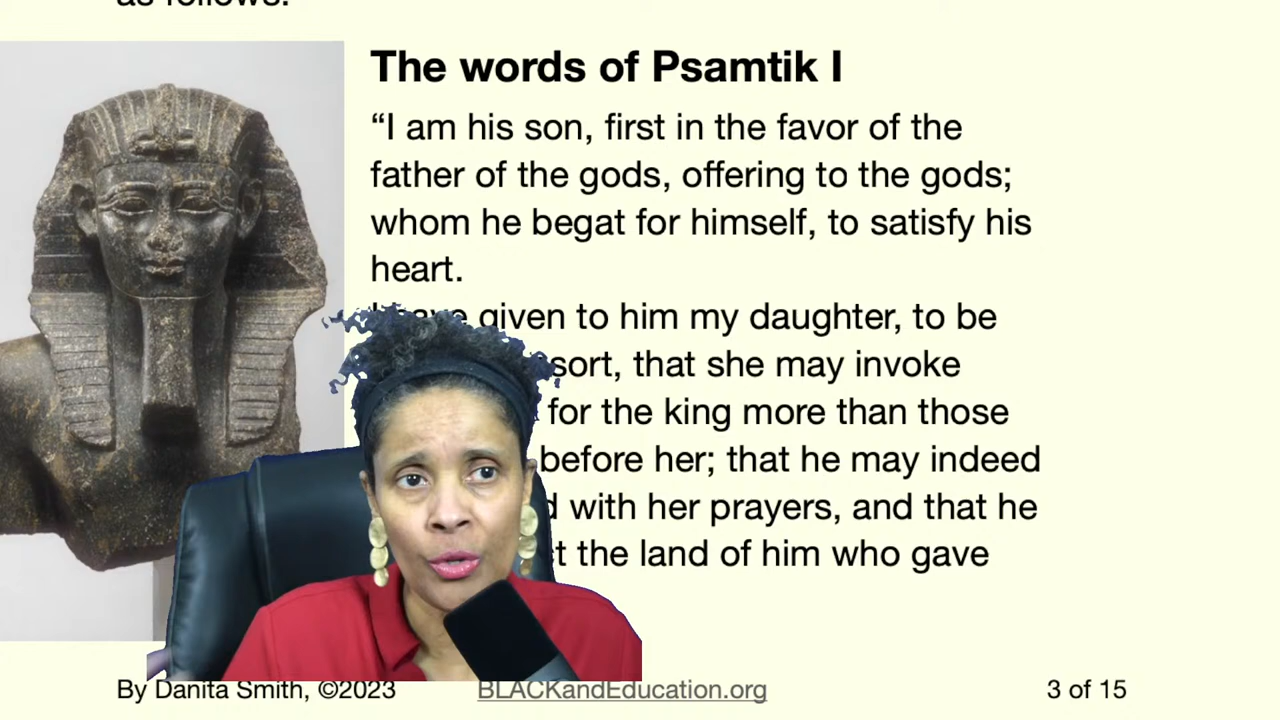 as follows:
The words of Psamtik I
“I am his son, first in the favor of the
father of the gods, offering to the gods;
whom he begat for himself, to satisfy his
heart.
given to him my daughter, to be
that she may invoke
for the king more than those
before her; that he may indeed
with her prayers, and that he
the land of him who gave
By Danita Smith, ©2023
BLACKandEducation.org
3 of 15